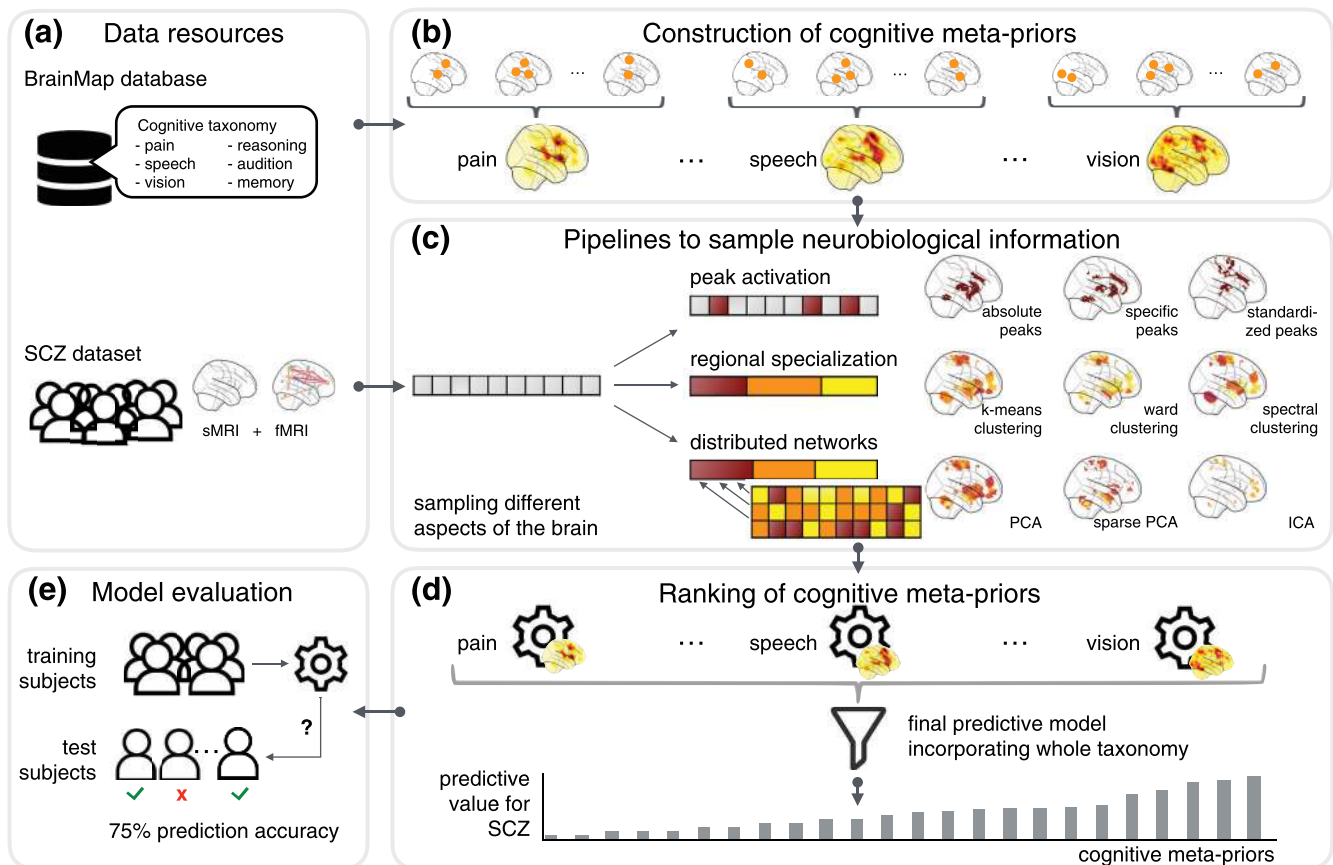 (a) Data resources
BrainMap database
Cognitive taxonomy
- pain - reasoning
- speech - audition
- vision - memory
SCZ dataset
sMRI + fMRI
(b) Construction of cognitive meta-priors
... ... ...
pain ... speech ... vision
(c) Pipelines to sample neurobiological information
peak activation
absolute
peaks
specific
peaks
standardi-
zed peaks
regional specialization
k-means
clustering
ward
clustering
spectral
clustering
distributed networks
PCA
sparse PCA
ICA
sampling different
aspects of the brain
(d) Ranking of cognitive meta-priors
pain ... speech ... vision
final predictive model
incorporating whole taxonomy
predictive
value for
SCZ
cognitive meta-priors
(e) Model evaluation
training
subjects
?
test
subjects
...
x
75% prediction accuracy